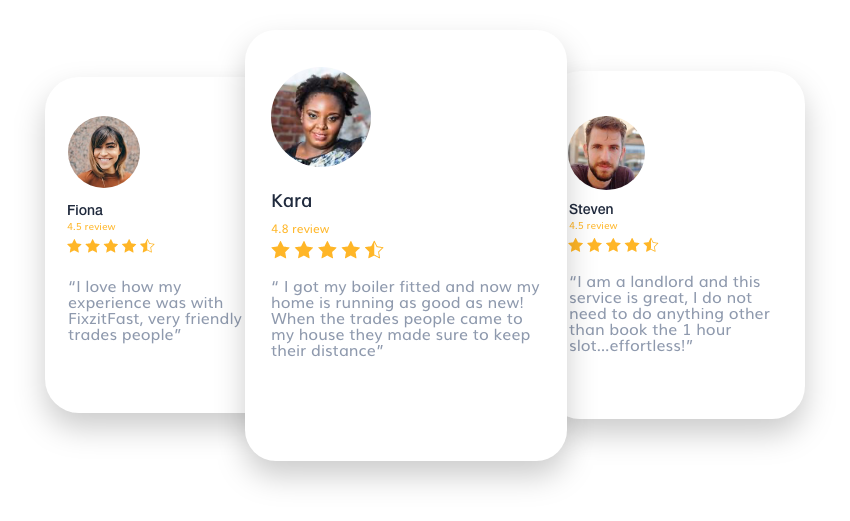 Fiona
4.5 review
“I love how my
experience was with
FixzitFast, very friendly
trades people”
Kara
4.8 review
“ I got my boiler fitted and now my
home is running as good as new!
When the trades people came to
my house they made sure to keep
their distance”
Steven
4.5 review
“I am a landlord and this
service is great, I do not
need to do anything other
than book the 1 hour
slot...effortless!”